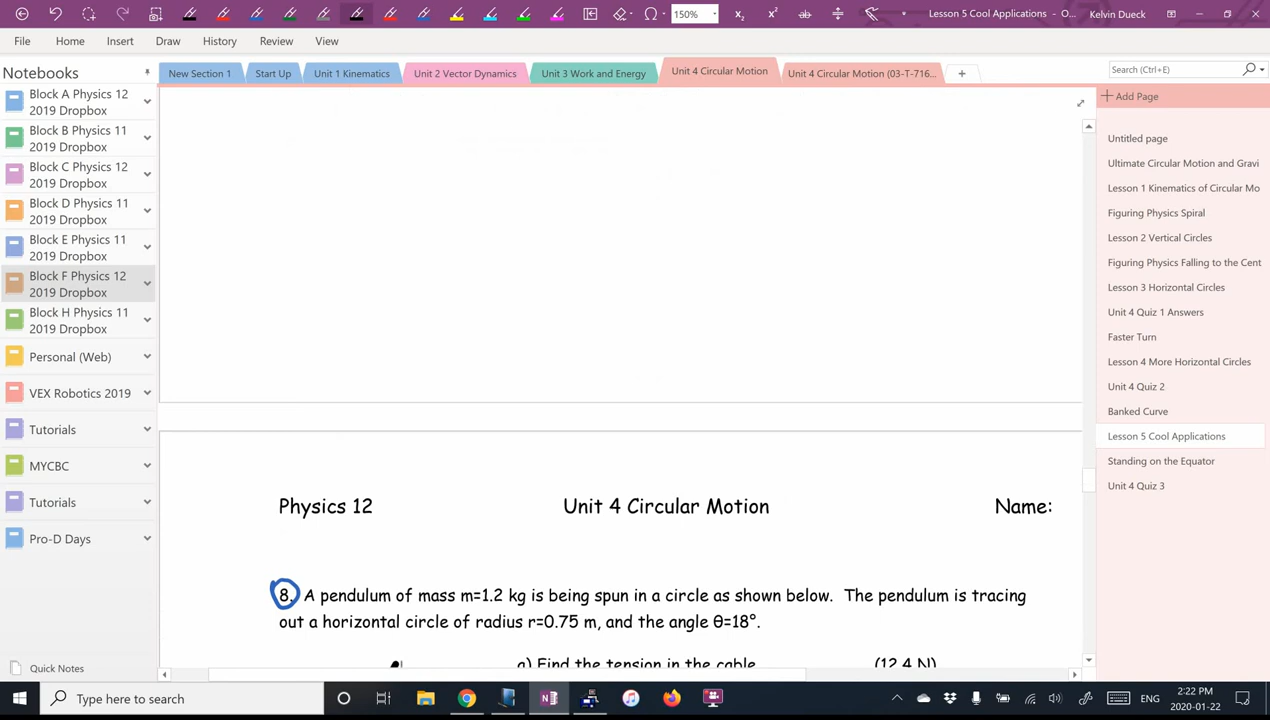 150%
x₂
x²
ab
Lesson 5 Cool Applications - O...
Kelvin Dueck
File
Home
Insert
Draw
History
Review
View
Notebooks
New Section 1
Start Up
Unit 1 Kinematics
Unit 2 Vector Dynamics
Unit 3 Work and Energy
Unit 4 Circular Motion
Unit 4 Circular Motion (03-T-716...
Search (Ctrl+E)
Block A Physics 12
2019 Dropbox
Block B Physics 11
2019 Dropbox
Block C Physics 12
2019 Dropbox
Block D Physics 11
2019 Dropbox
Block E Physics 11
2019 Dropbox
Block F Physics 12
2019 Dropbox
Block H Physics 11
2019 Dropbox
Personal (Web)
VEX Robotics 2019
Tutorials
MYCBC
Tutorials
Pro-D Days
Quick Notes
Physics 12
Unit 4 Circular Motion
Name:
8. A pendulum of mass m=1.2 kg is being spun in a circle as shown below. The pendulum is tracing
out a horizontal circle of radius r=0.75 m, and the angle θ=18°.
a) Find the tension in the cable (12.4 N)
Add Page
Untitled page
Ultimate Circular Motion and Gravi
Lesson 1 Kinematics of Circular Mo
Figuring Physics Spiral
Lesson 2 Vertical Circles
Figuring Physics Falling to the Cent
Lesson 3 Horizontal Circles
Unit 4 Quiz 1 Answers
Faster Turn
Lesson 4 More Horizontal Circles
Unit 4 Quiz 2
Banked Curve
Lesson 5 Cool Applications
Standing on the Equator
Unit 4 Quiz 3
Type here to search
ENG
2:22 PM
2020-01-22